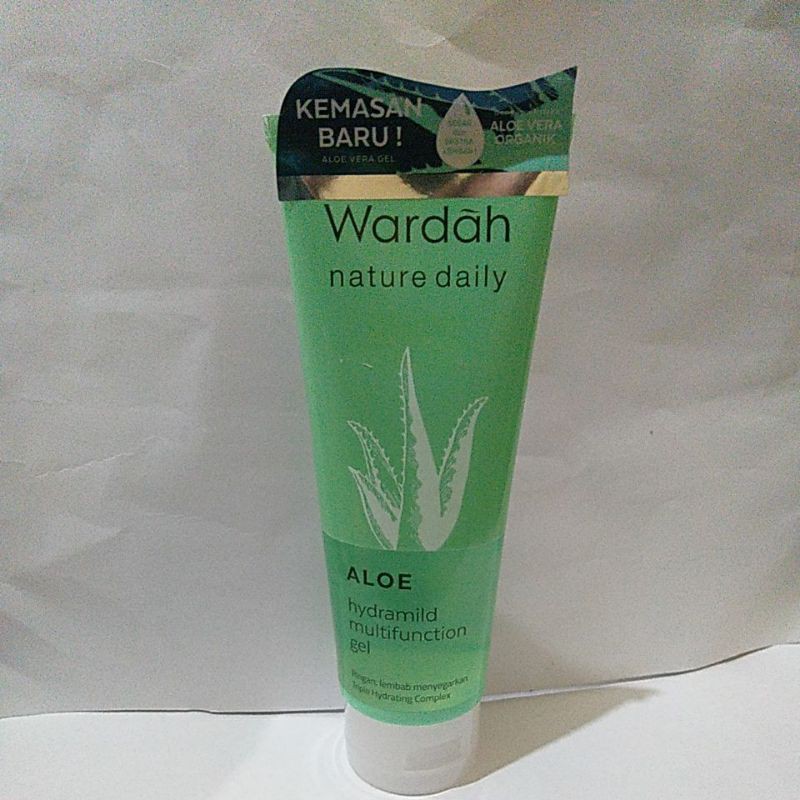 KEMASAN
BARU !
ALOE VERA GEL
ALOE VERA
ORGANIK
Wardāh
nature daily
ALOE
hydramild
multifunction
gel
Ringan, lembab menyegarkan
Triple Hydrating Complex